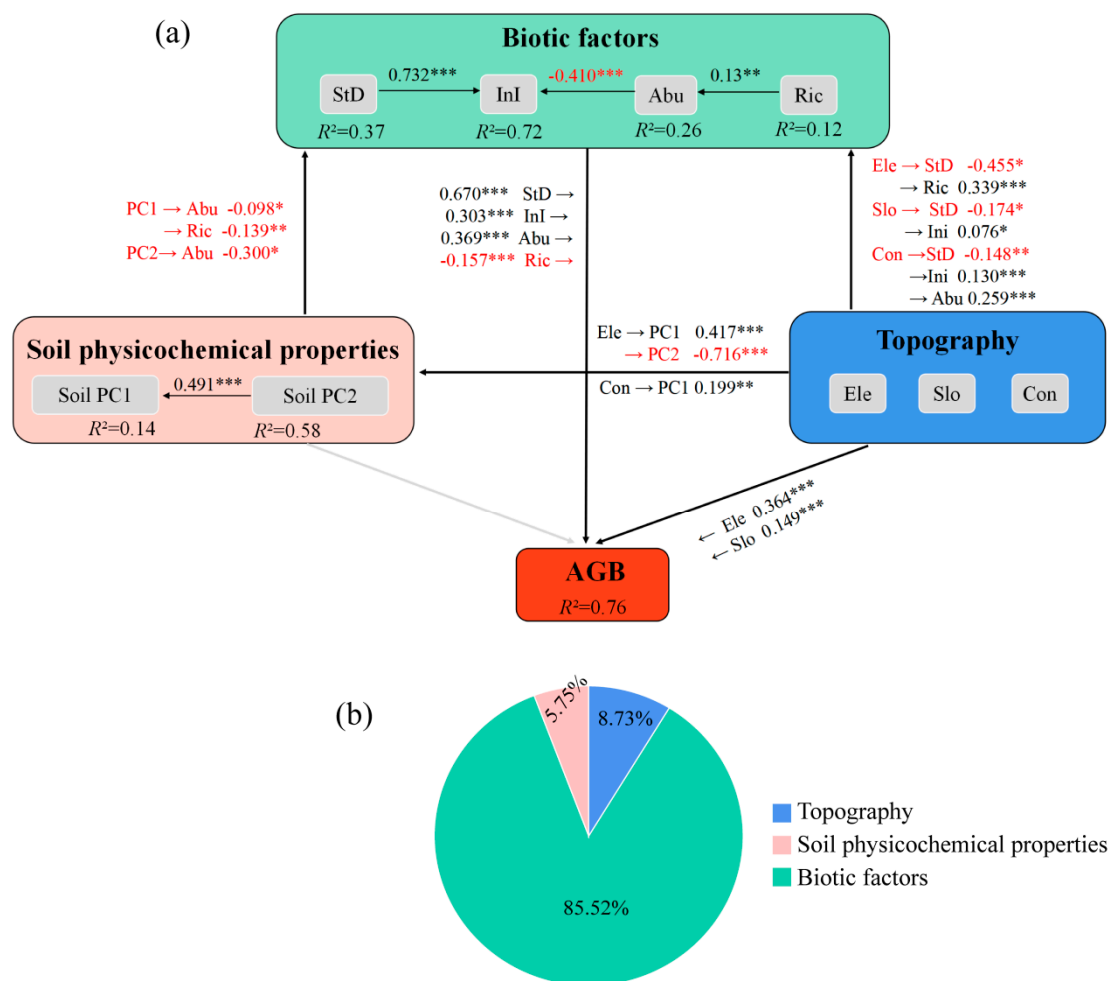 (a)
Biotic factors
0.732*** -0.410*** 0.13**
StD InI Abu Ric
R²=0.37 R²=0.72 R²=0.26 R²=0.12
PC1 → Abu -0.098*
→ Ric -0.139**
PC2→ Abu -0.300*
0.670*** StD →
0.303*** InI →
0.369*** Abu →
-0.157*** Ric →
Ele → StD -0.455*
→ Ric 0.339***
Slo → StD -0.174*
→ Ini 0.076*
Con →StD -0.148**
→Ini 0.130***
→ Abu 0.259***
Soil physicochemical properties
Soil PC1 0.491*** Soil PC2
R²=0.14 R²=0.58
Ele → PC1 0.417***
→ PC2 -0.716***
Con → PC1 0.199**
Topography
Ele Slo Con
← Ele 0.364***
← Slo 0.149***
AGB
R²=0.76
(b)
5.75%
8.73%
85.52%
Topography
Soil physicochemical properties
Biotic factors